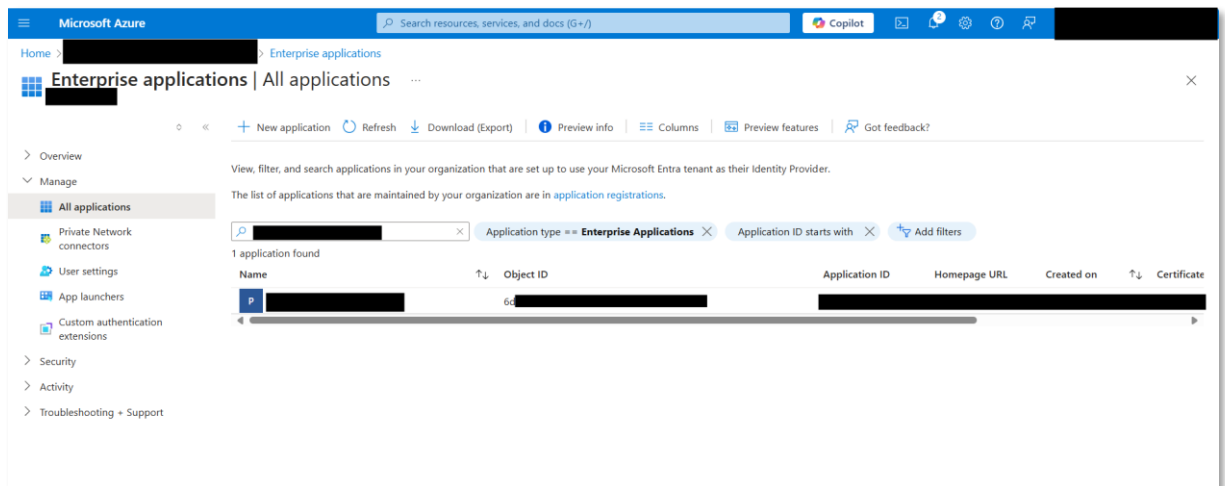 Microsoft Azure
Search resources, services, and docs (G+/)
Copilot
2
Home > > Enterprise applications
Enterprise applications | All applications ...
+ New application Refresh Download (Export) Preview info Columns Preview features Got feedback?
Overview
Manage
All applications
Private Network
connectors
User settings
App launchers
Custom authentication
extensions
Security
Activity
Troubleshooting + Support
View, filter, and search applications in your organization that are set up to use your Microsoft Entra tenant as their Identity Provider.
The list of applications that are maintained by your organization are in application registrations.
Application type == Enterprise Applications Application ID starts with Add filters
1 application found
Name Object ID Application ID Homepage URL Created on Certificate
P 6d